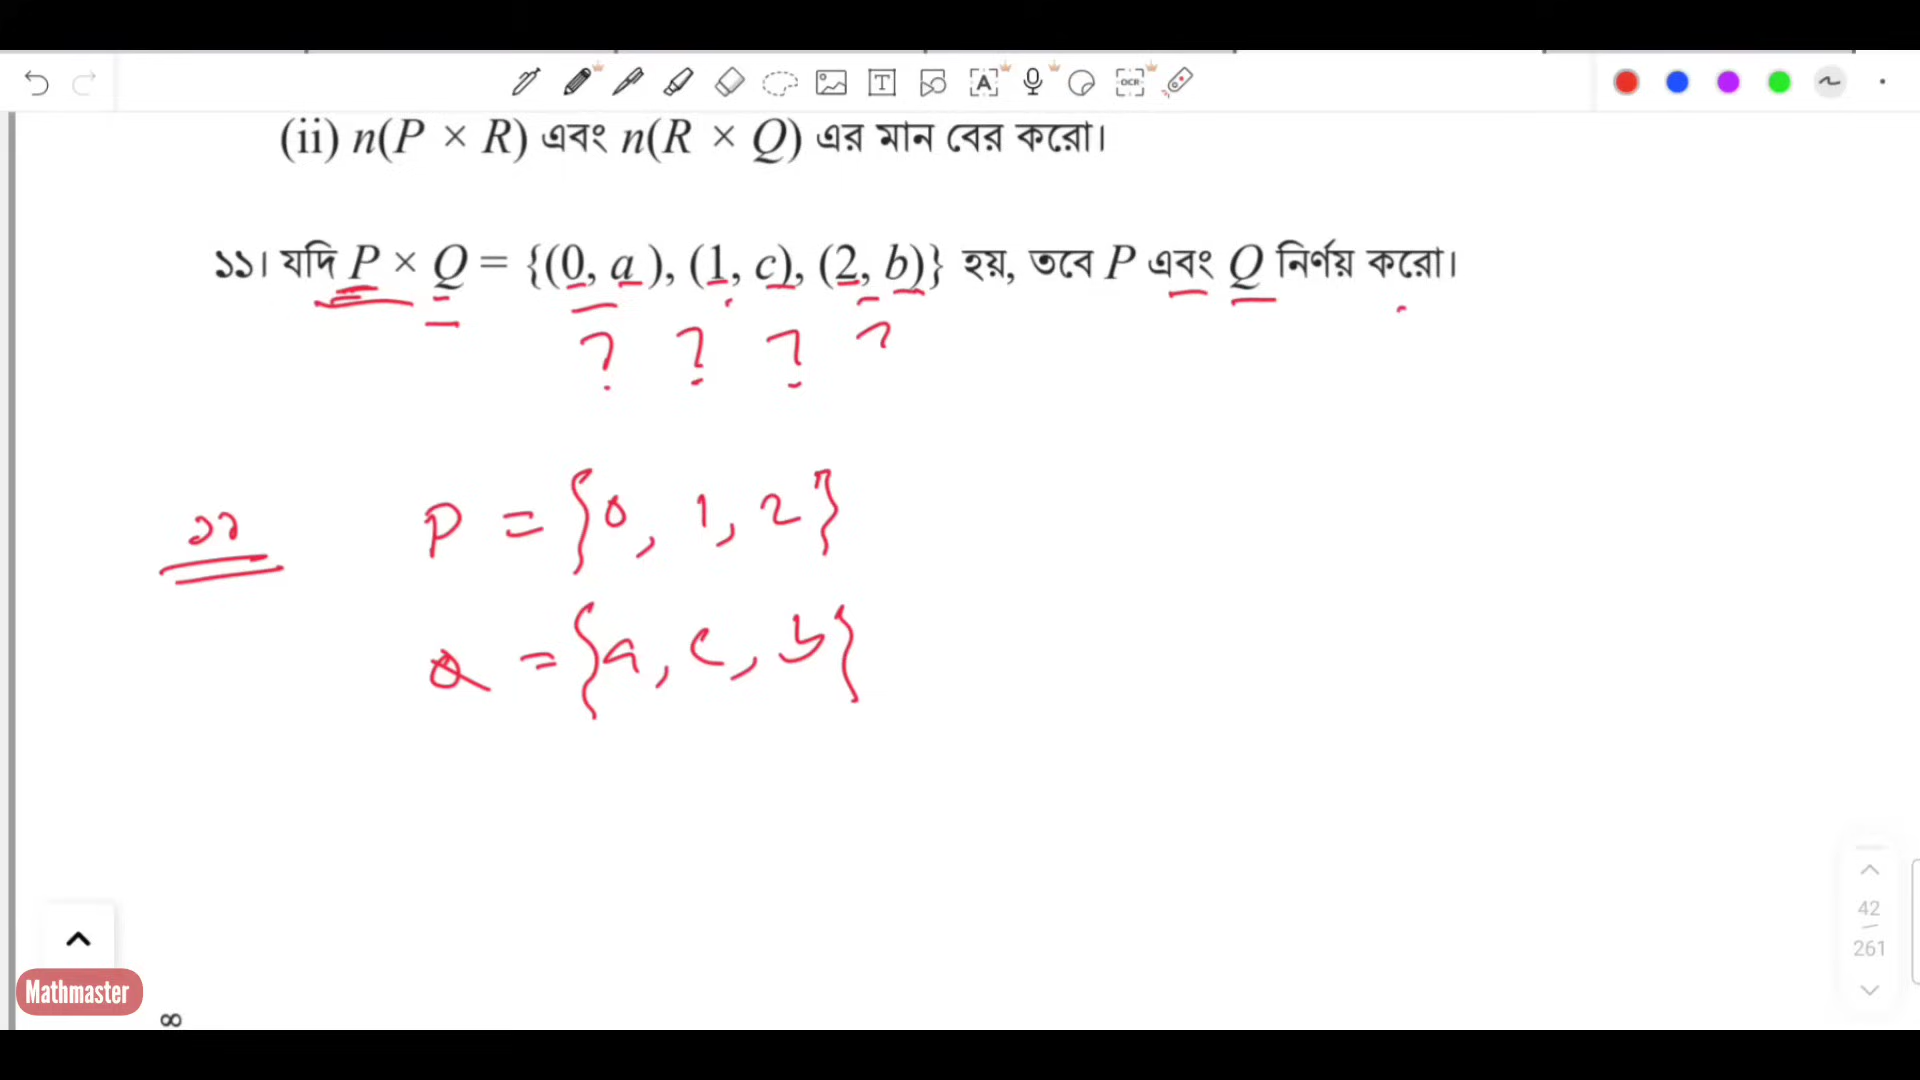 (ii) n(P × R) এবং n(R × Q) এর মান বের করো।
১১। যদি P × Q = {(0, a ), (1, c), (2, b)} হয়, তবে P এবং Q নির্ণয় করো।
? ? ? ?
১১ P = {0, 1, 2}
Q = {a, c, b}
42
261
Mathmaster
∞